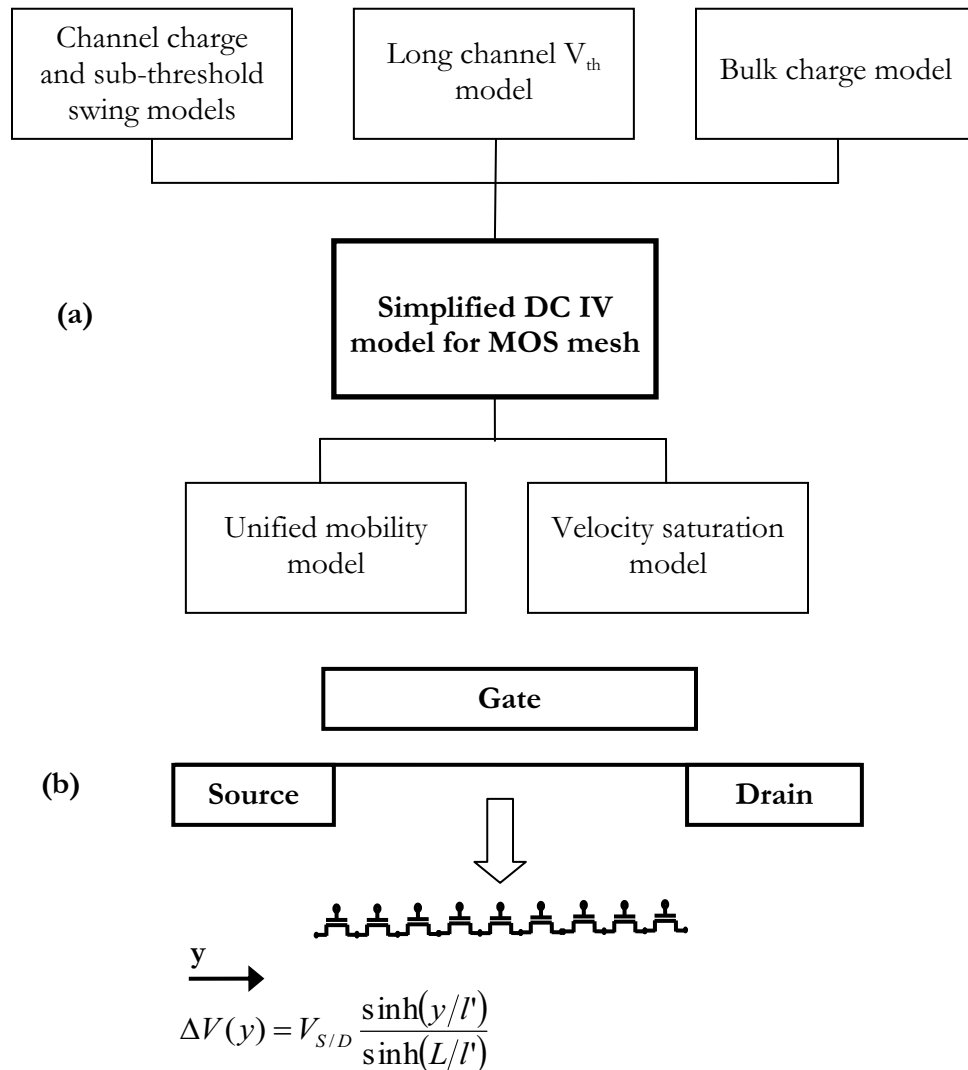 Channel charge
and sub-threshold
swing models
Long channel V_th
model
Bulk charge model
(a)
Simplified DC IV
model for MOS mesh
Unified mobility
model
Velocity saturation
model
Gate
(b)
Source
Drain
y
ΔV(y) = V_{S/D} sinh(y/l') / sinh(L/l')